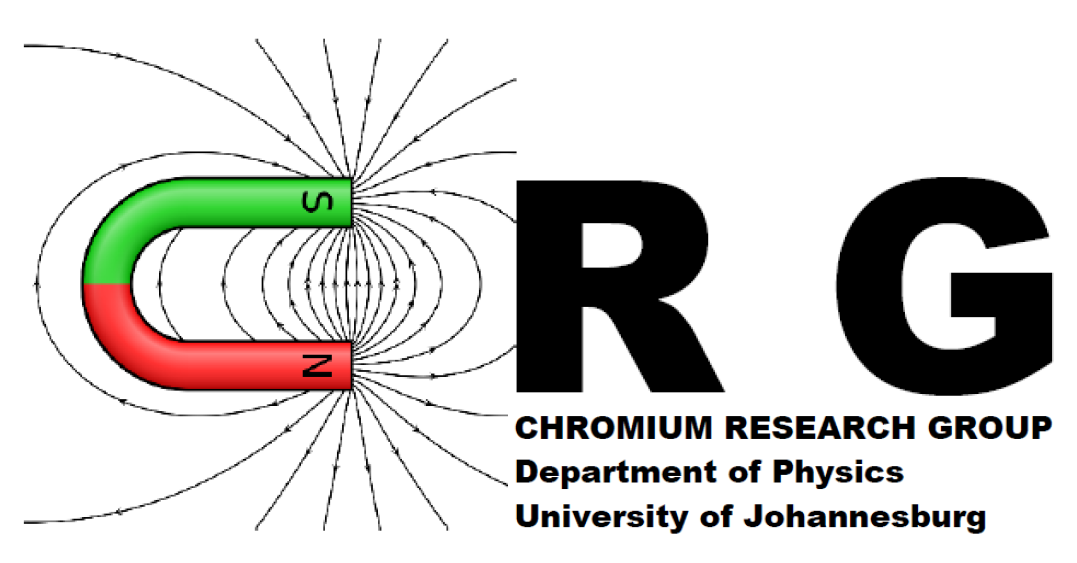 S
N
R G
CHROMIUM RESEARCH GROUP
Department of Physics
University of Johannesburg